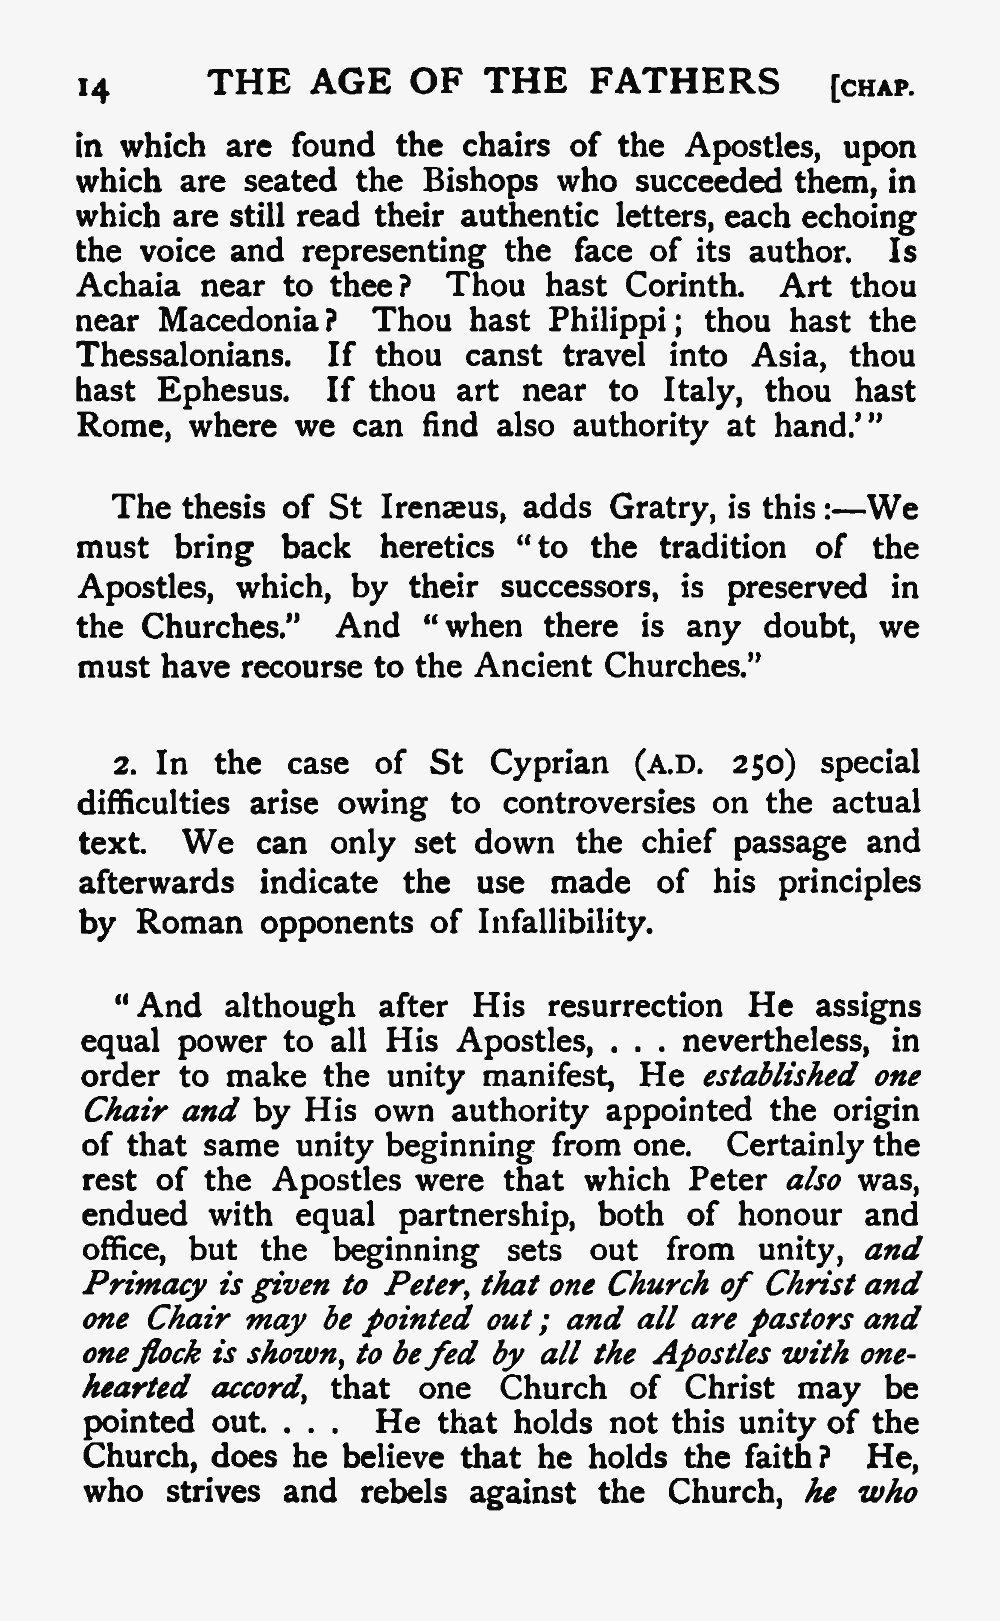 14 THE AGE OF THE FATHERS [CHAP.
in which are found the chairs of the Apostles, upon
which are seated the Bishops who succeeded them, in
which are still read their authentic letters, each echoing
the voice and representing the face of its author. Is
Achaia near to thee? Thou hast Corinth. Art thou
near Macedonia? Thou hast Philippi; thou hast the
Thessalonians. If thou canst travel into Asia, thou
hast Ephesus. If thou art near to Italy, thou hast
Rome, where we can find also authority at hand.'"
The thesis of St Irenæus, adds Gratry, is this:—We
must bring back heretics "to the tradition of the
Apostles, which, by their successors, is preserved in
the Churches." And "when there is any doubt, we
must have recourse to the Ancient Churches."
2. In the case of St Cyprian (A.D. 250) special
difficulties arise owing to controversies on the actual
text. We can only set down the chief passage and
afterwards indicate the use made of his principles
by Roman opponents of Infallibility.
"And although after His resurrection He assigns
equal power to all His Apostles, . . . nevertheless, in
order to make the unity manifest, He established one
Chair and by His own authority appointed the origin
of that same unity beginning from one. Certainly the
rest of the Apostles were that which Peter also was,
endued with equal partnership, both of honour and
office, but the beginning sets out from unity, and
Primacy is given to Peter, that one Church of Christ and
one Chair may be pointed out; and all are pastors and
one flock is shown, to be fed by all the Apostles with one-
hearted accord, that one Church of Christ may be
pointed out. . . . He that holds not this unity of the
Church, does he believe that he holds the faith? He,
who strives and rebels against the Church, he who